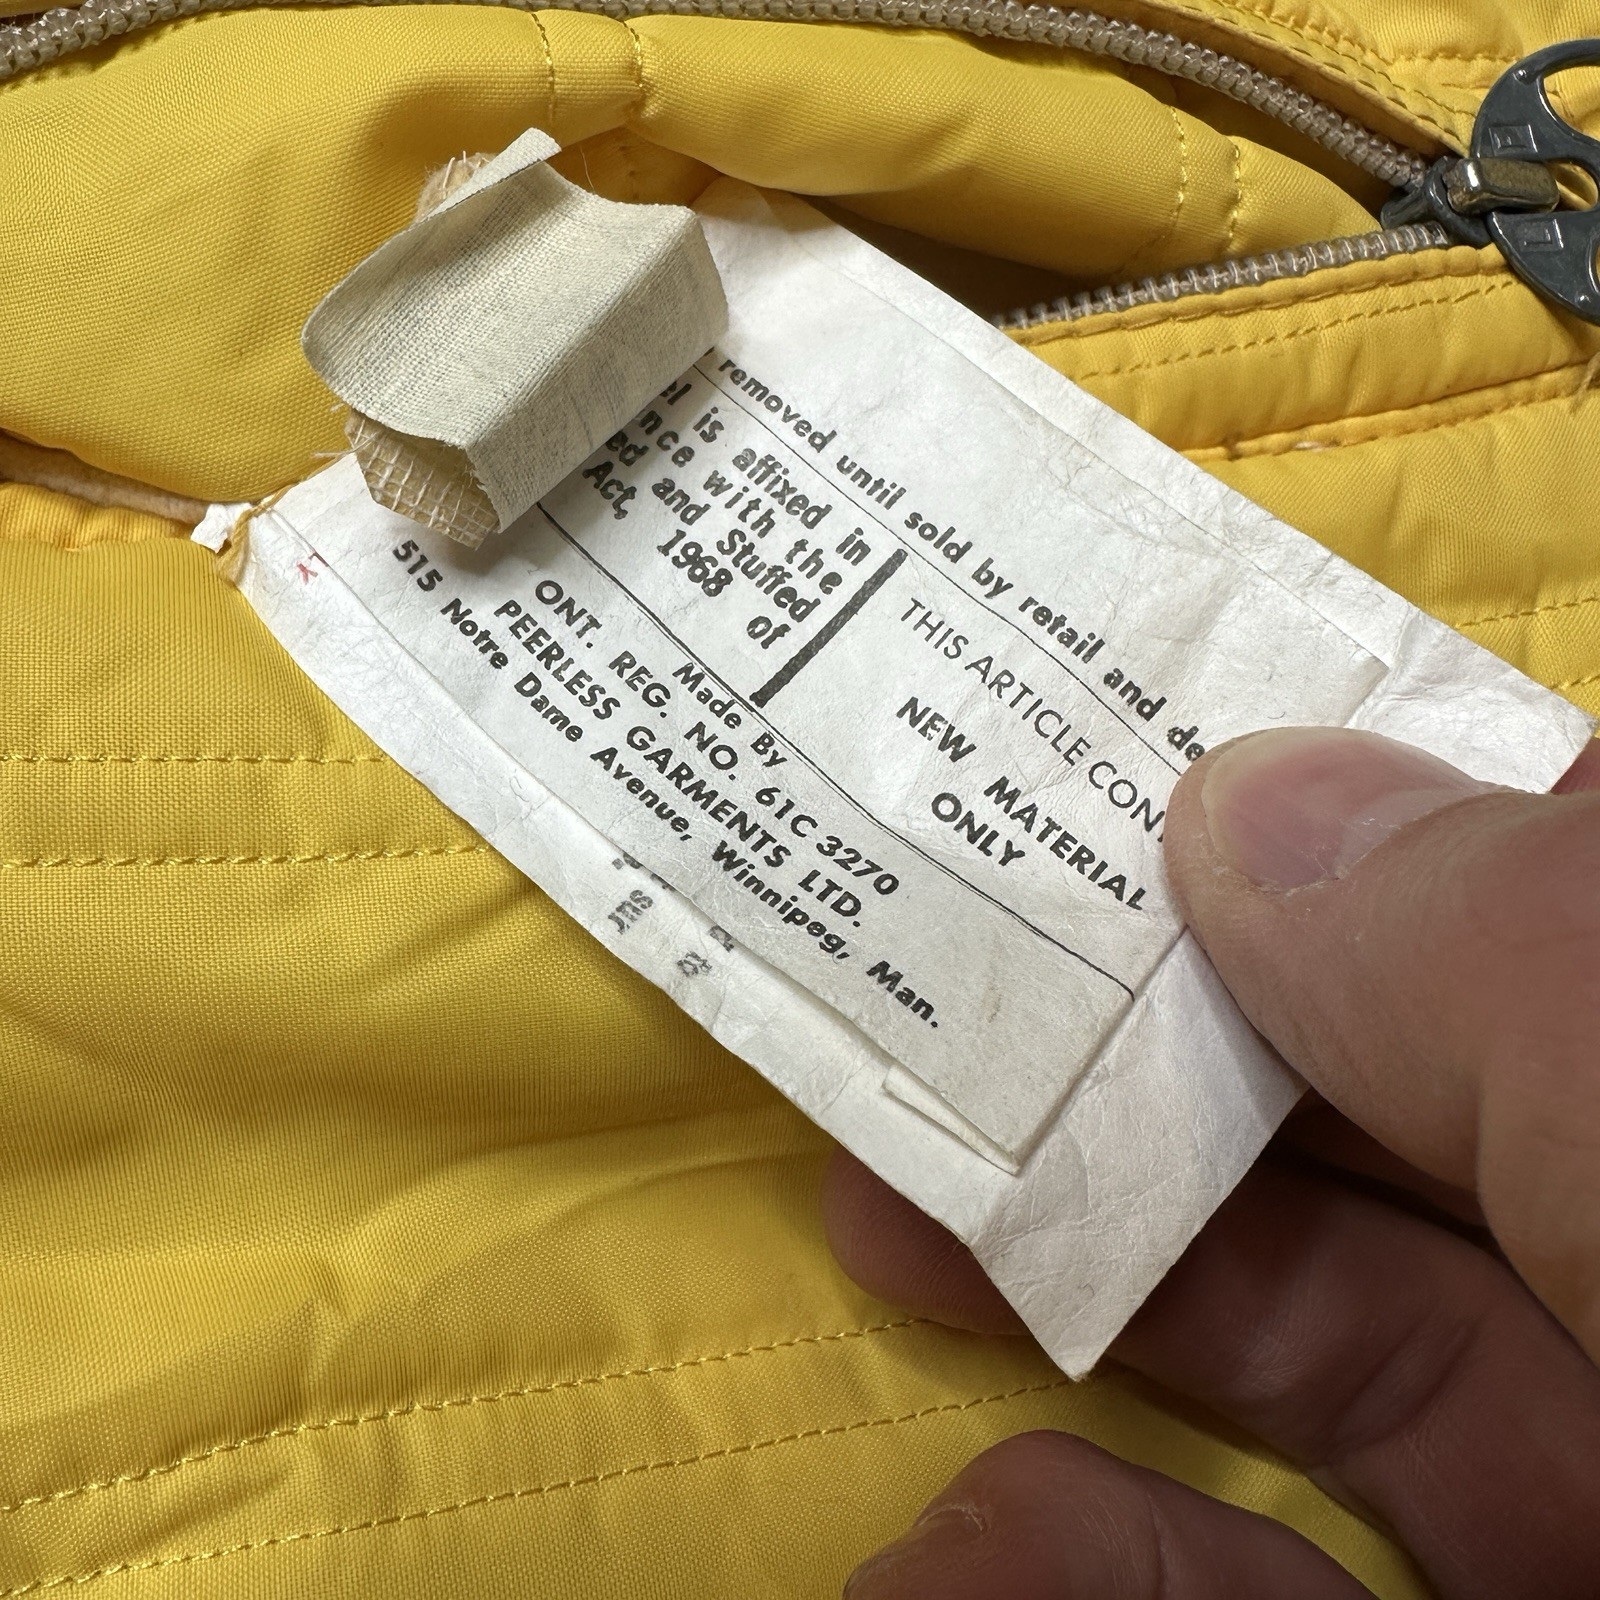 removed until sold by retail and de
is affixed in
nce with the
ed and Stuffed
Act, 1968 of
THIS ARTICLE CON
NEW MATERIAL
ONLY
Made By
ONT. REG. NO. 61C 3270
PEERLESS GARMENTS LTD.
515 Notre Dame Avenue, Winnipeg, Man.